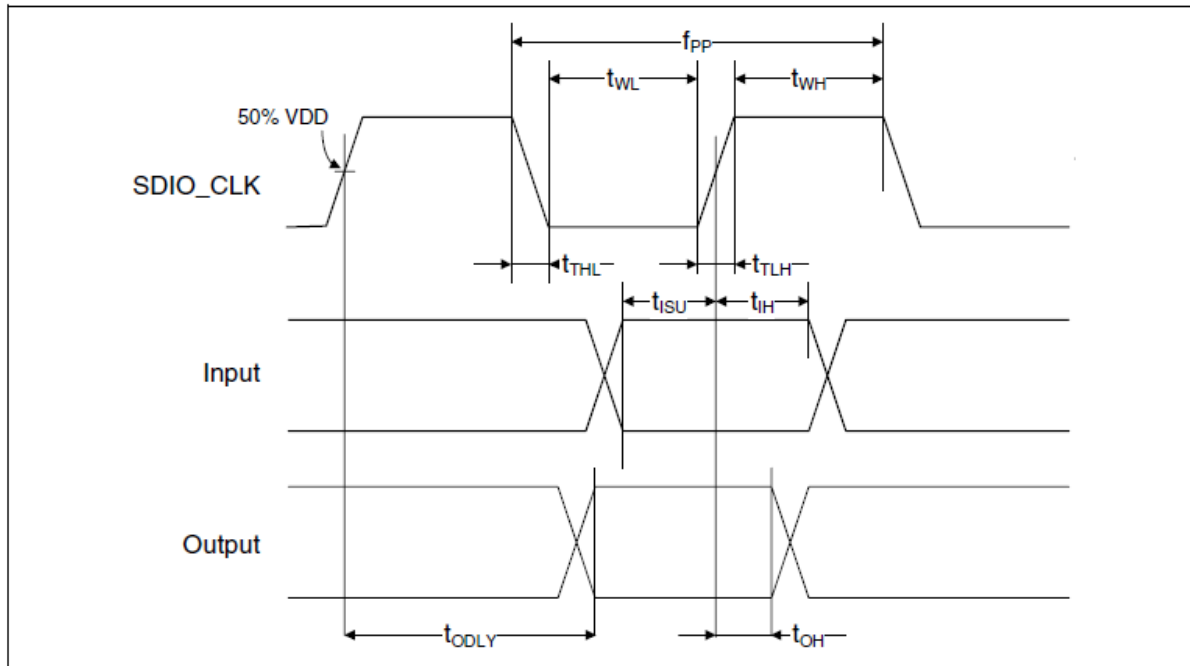 fPP
tWL
tWH
50% VDD
SDIO_CLK
tTHL
tTLH
tISU
tIH
Input
Output
tODLY
tOH